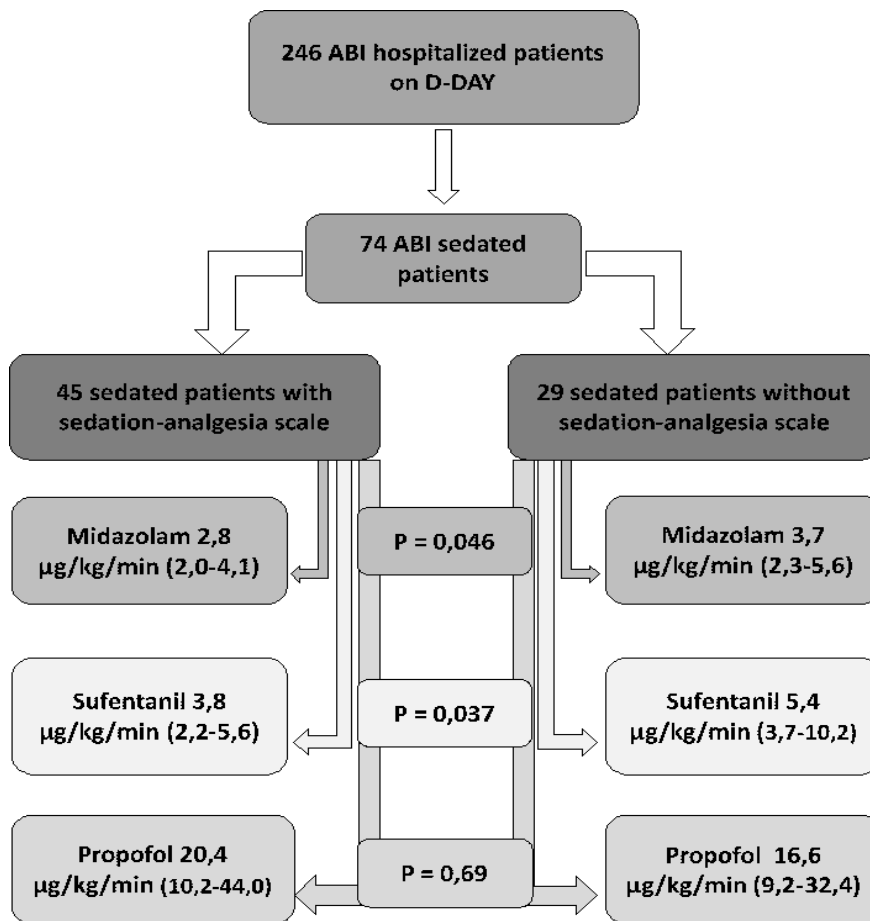 246 ABI hospitalized patients
on D-DAY
74 ABI sedated
patients
45 sedated patients with
sedation-analgesia scale
29 sedated patients without
sedation-analgesia scale
Midazolam 2,8
µg/kg/min (2,0-4,1)
P = 0,046
Midazolam 3,7
µg/kg/min (2,3-5,6)
Sufentanil 3,8
µg/kg/min (2,2-5,6)
P = 0,037
Sufentanil 5,4
µg/kg/min (3,7-10,2)
Propofol 20,4
µg/kg/min (10,2-44,0)
P = 0,69
Propofol 16,6
µg/kg/min (9,2-32,4)